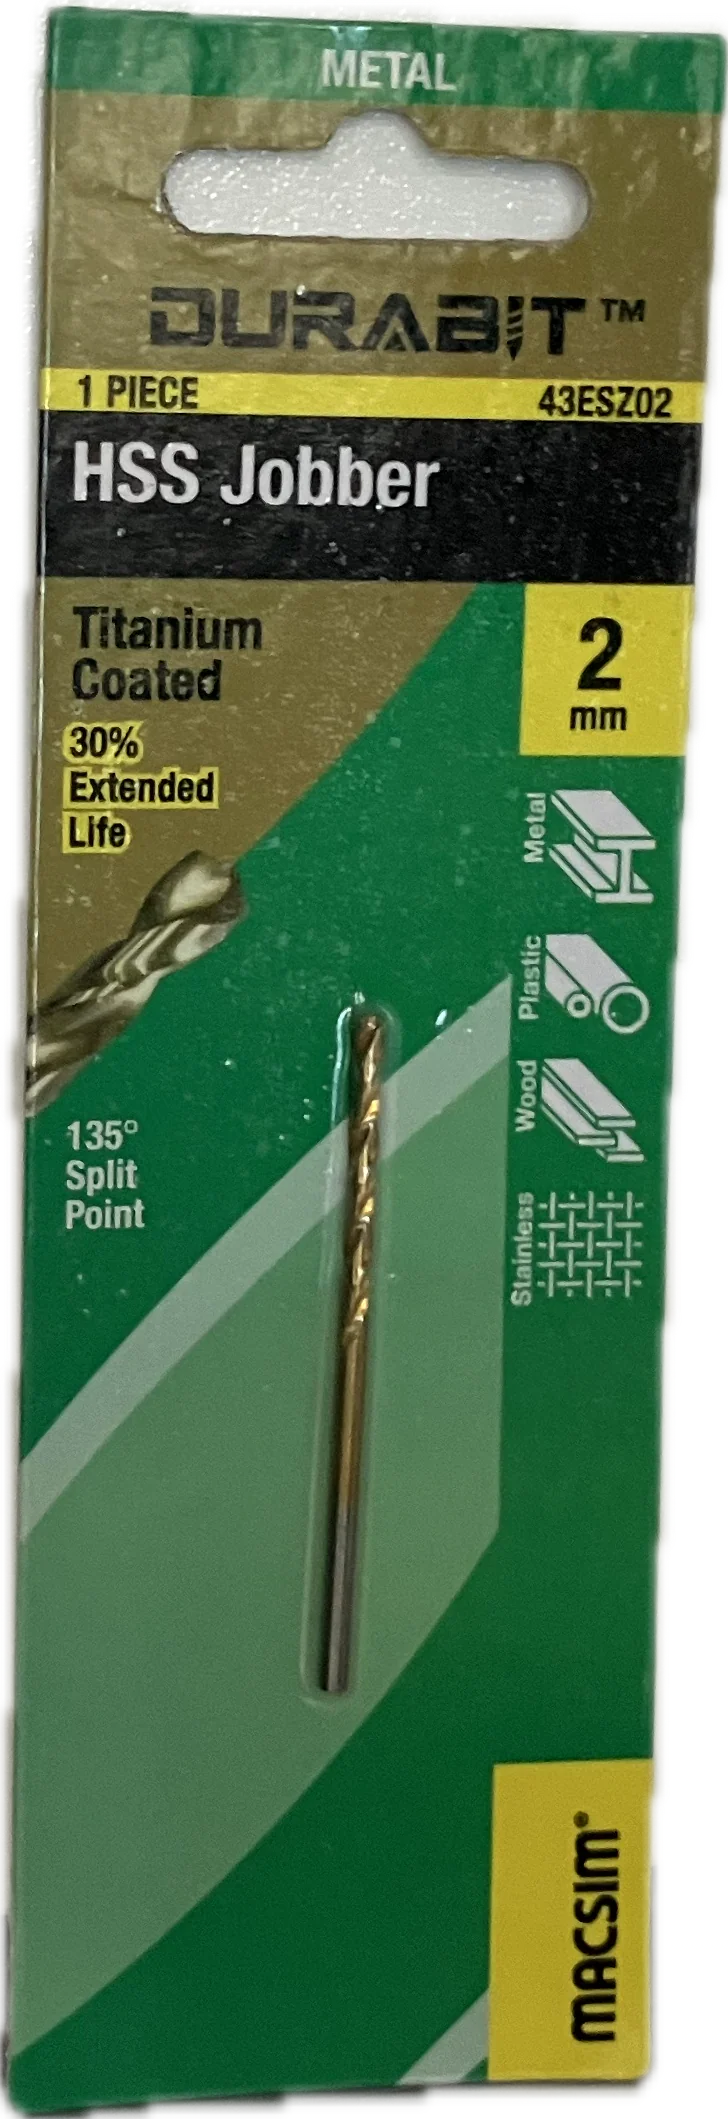 METAL
DURABIT™
1 PIECE 43ESZ02
HSS Jobber
Titanium
Coated
30%
Extended
Life
2
mm
Metal
Plastic
Wood
Stainless
135°
Split
Point
MACSIM®